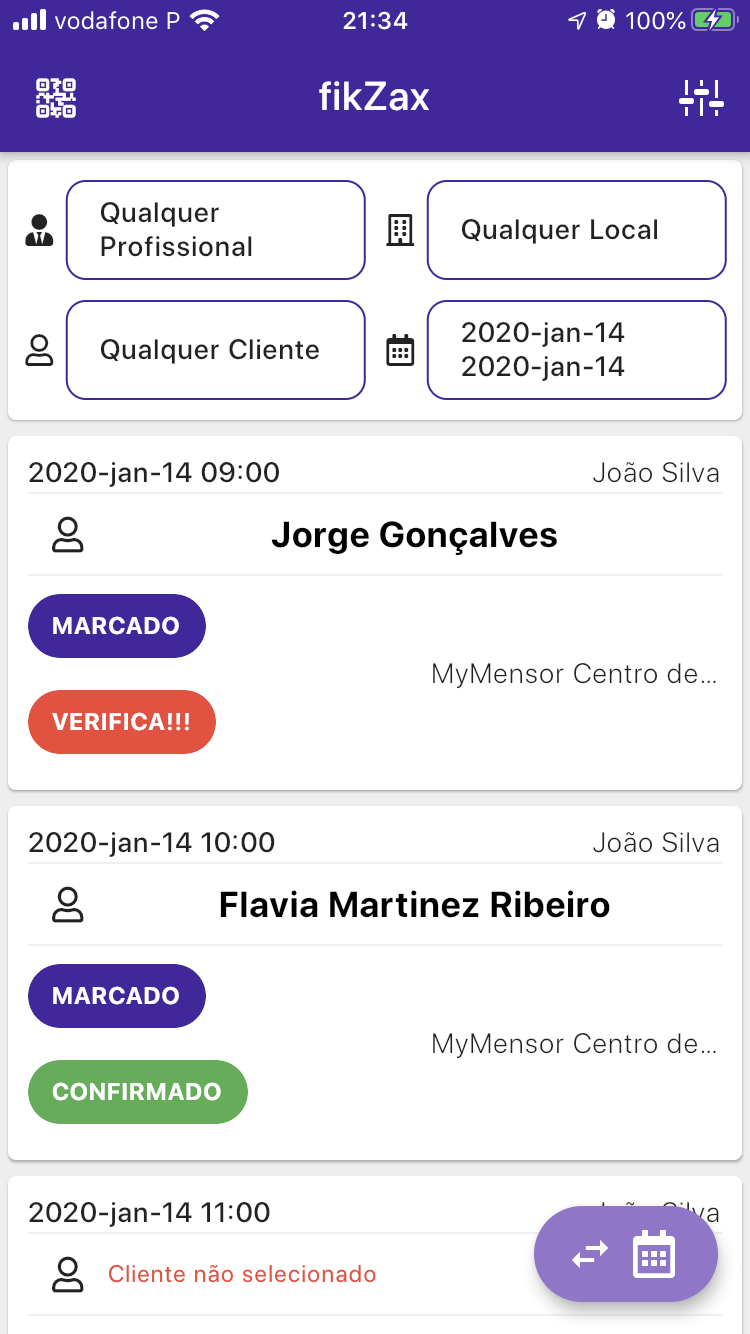 vodafone P 21:34 100%
fikZax
Qualquer
Profissional
Qualquer Local
Qualquer Cliente
2020-jan-14
2020-jan-14
2020-jan-14 09:00 João Silva
Jorge Gonçalves
MARCADO
MyMensor Centro de...
VERIFICA!!!
2020-jan-14 10:00 João Silva
Flavia Martinez Ribeiro
MARCADO
MyMensor Centro de...
CONFIRMADO
2020-jan-14 11:00
Cliente não selecionado